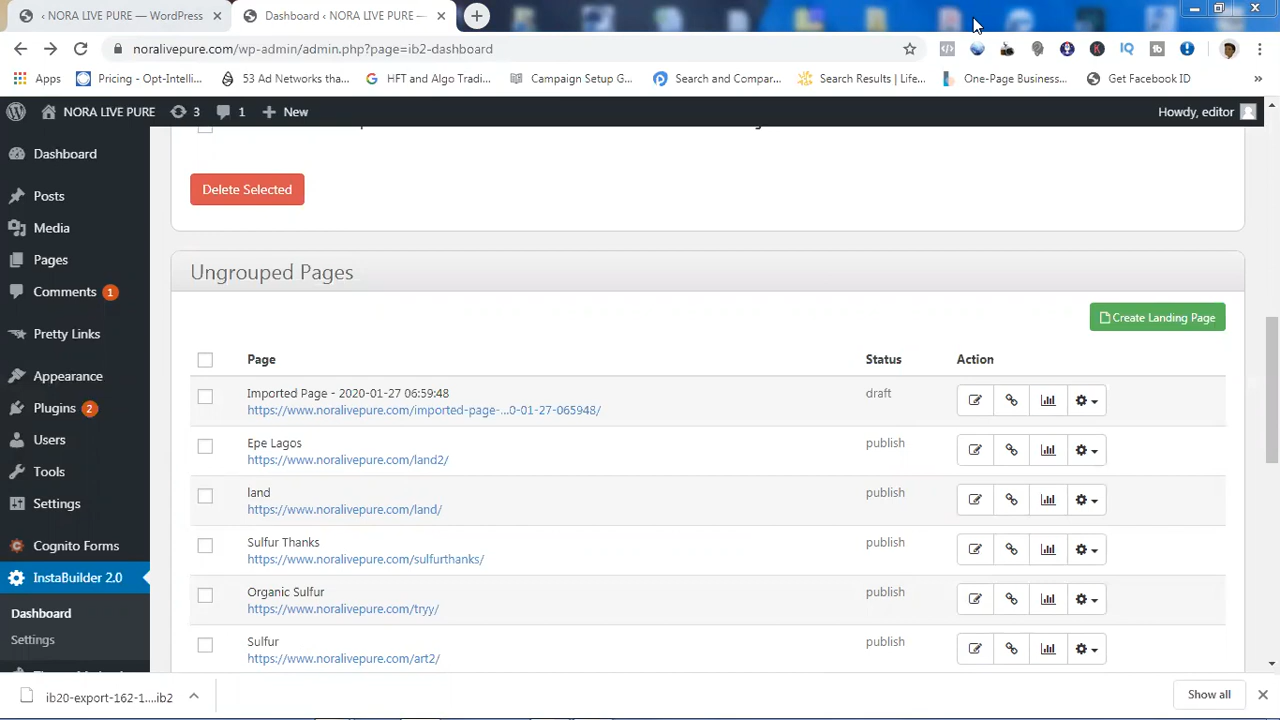 ‹ NORA LIVE PURE — WordPress
Dashboard ‹ NORA LIVE PURE —
noralivepure.com/wp-admin/admin.php?page=ib2-dashboard
Apps
Pricing - Opt-Intelli...
53 Ad Networks tha...
HFT and Algo Tradi...
Campaign Setup G...
Search and Compar...
Search Results | Life...
One-Page Business...
Get Facebook ID
»
NORA LIVE PURE
3
1
New
Howdy, editor
Dashboard
Posts
Media
Pages
Comments 1
Pretty Links
Appearance
Plugins 2
Users
Tools
Settings
Cognito Forms
InstaBuilder 2.0
Dashboard
Settings
Delete Selected
Ungrouped Pages
Create Landing Page
Page Status Action
Imported Page - 2020-01-27 06:59:48 draft
https://www.noralivepure.com/imported-page-...0-01-27-065948/
Epe Lagos publish
https://www.noralivepure.com/land2/
land publish
https://www.noralivepure.com/land/
Sulfur Thanks publish
https://www.noralivepure.com/sulfurthanks/
Organic Sulfur publish
https://www.noralivepure.com/tryy/
Sulfur publish
https://www.noralivepure.com/art2/
ib20-export-162-1....ib2
Show all